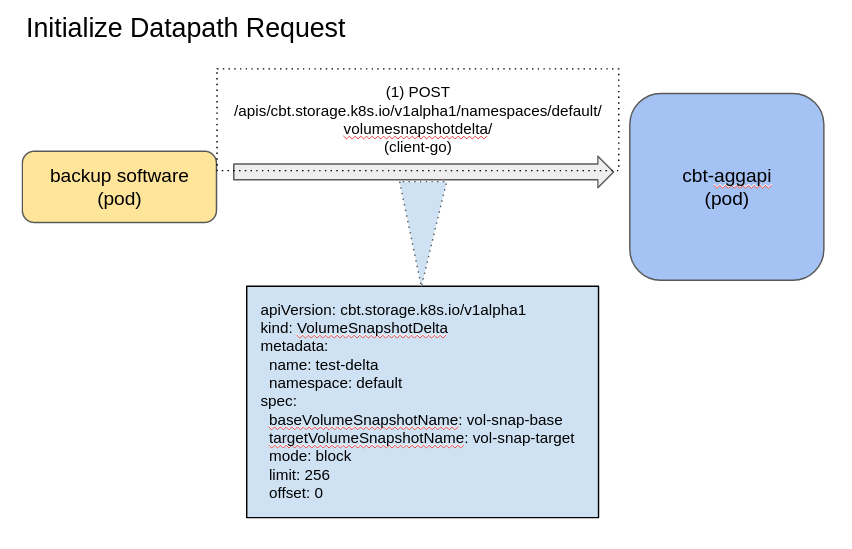 Initialize Datapath Request
(1) POST
/apis/cbt.storage.k8s.io/v1alpha1/namespaces/default/
volumesnapshotdelta/
(client-go)
backup software
(pod)
cbt-aggapi
(pod)
apiVersion: cbt.storage.k8s.io/v1alpha1
kind: VolumeSnapshotDelta
metadata:
  name: test-delta
  namespace: default
spec:
  baseVolumeSnapshotName: vol-snap-base
  targetVolumeSnapshotName: vol-snap-target
  mode: block
  limit: 256
  offset: 0